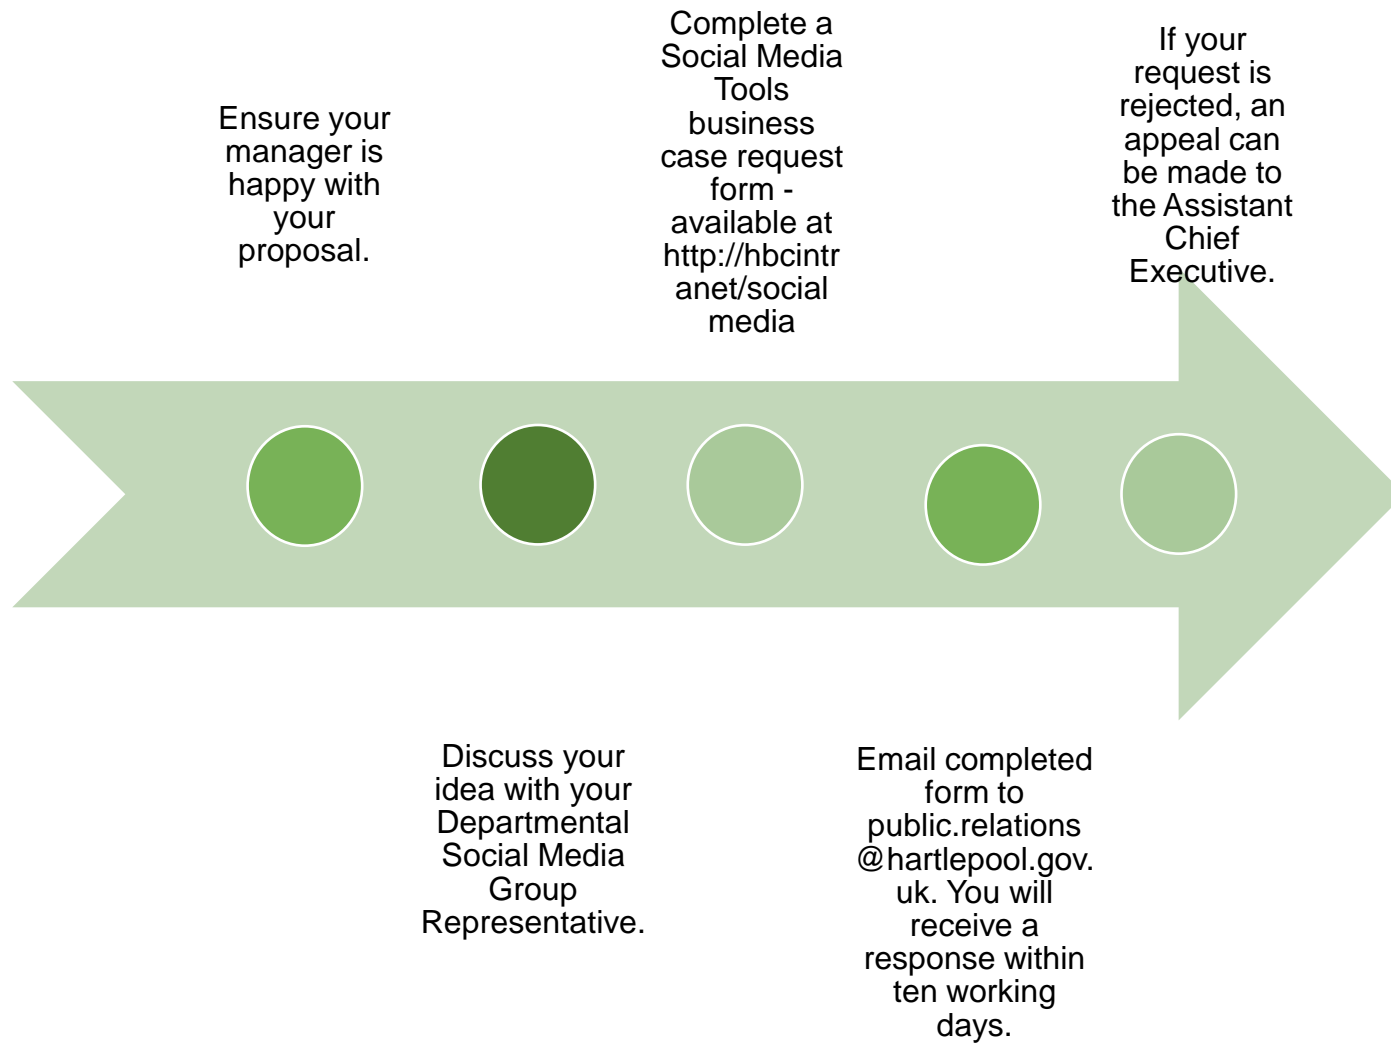 Ensure your
manager is
happy with
your
proposal.
Discuss your
idea with your
Departmental
Social Media
Group
Representative.
Complete a
Social Media
Tools
business
case request
form -
available at
http://hbcintr
anet/social
media
Email completed
form to
public.relations
@hartlepool.gov.
uk. You will
receive a
response within
ten working
days.
If your
request is
rejected, an
appeal can
be made to
the Assistant
Chief
Executive.